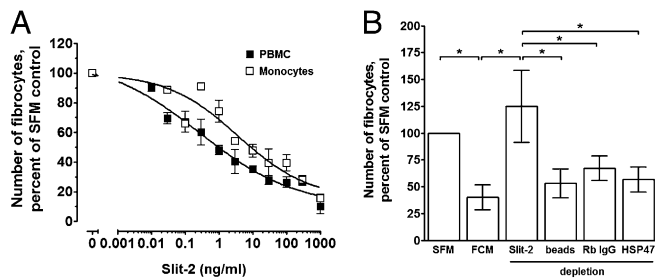 A
Number of fibrocytes,
percent of SFM control
120
100
80
60
40
20
0
PBMC
Monocytes
0
0.001
0.01
0.1
1
10
100
1000
Slit-2 (ng/ml)
B
Number of fibrocytes,
percent of SFM control
200
175
150
125
100
75
50
25
0
*
*
*
*
*
SFM
FCM
Slit-2
beads
Rb IgG
HSP47
depletion